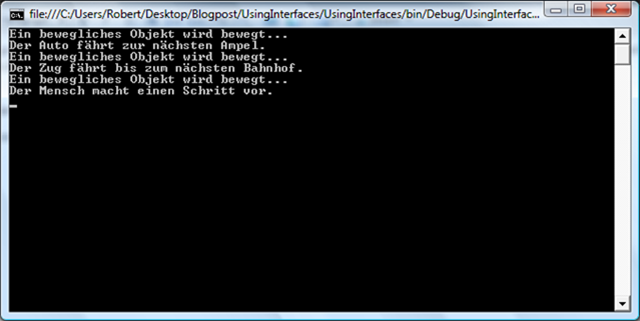 file:///C:/Users/Robert/Desktop/Blogpost/UsingInterfaces/UsingInterfaces/bin/Debug/UsingInterfac...
Ein bewegliches Objekt wird bewegt...
Der Auto fährt zur nächsten Ampel.
Ein bewegliches Objekt wird bewegt...
Der Zug fährt bis zum nächsten Bahnhof.
Ein bewegliches Objekt wird bewegt...
Der Mensch macht einen Schritt vor.